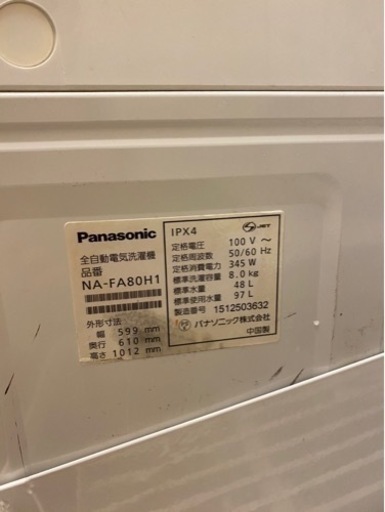 Panasonic
全自動電気洗濯機
品番
NA-FA80H1
外形寸法
幅 599 mm
奥行 610 mm
高さ 1012 mm
IPX4
JET
定格電圧 100 V ～
定格周波数 50/60 Hz
定格消費電力 345 W
標準洗濯容量 8.0 kg
標準水量 48 L
標準使用水量 97 L
製造番号 1512503632
パナソニック株式会社
中国製